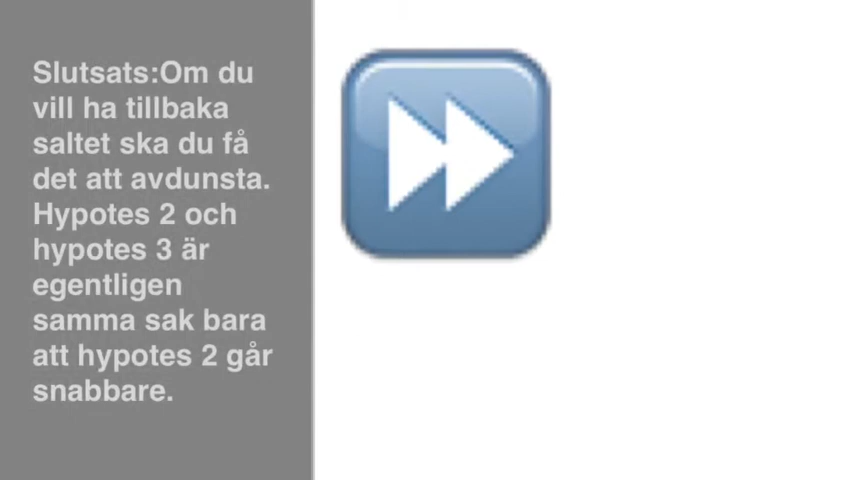 Slutsats:Om du
vill ha tillbaka
saltet ska du få
det att avdunsta.
Hypotes 2 och
hypotes 3 är
egentligen
samma sak bara
att hypotes 2 går
snabbare.